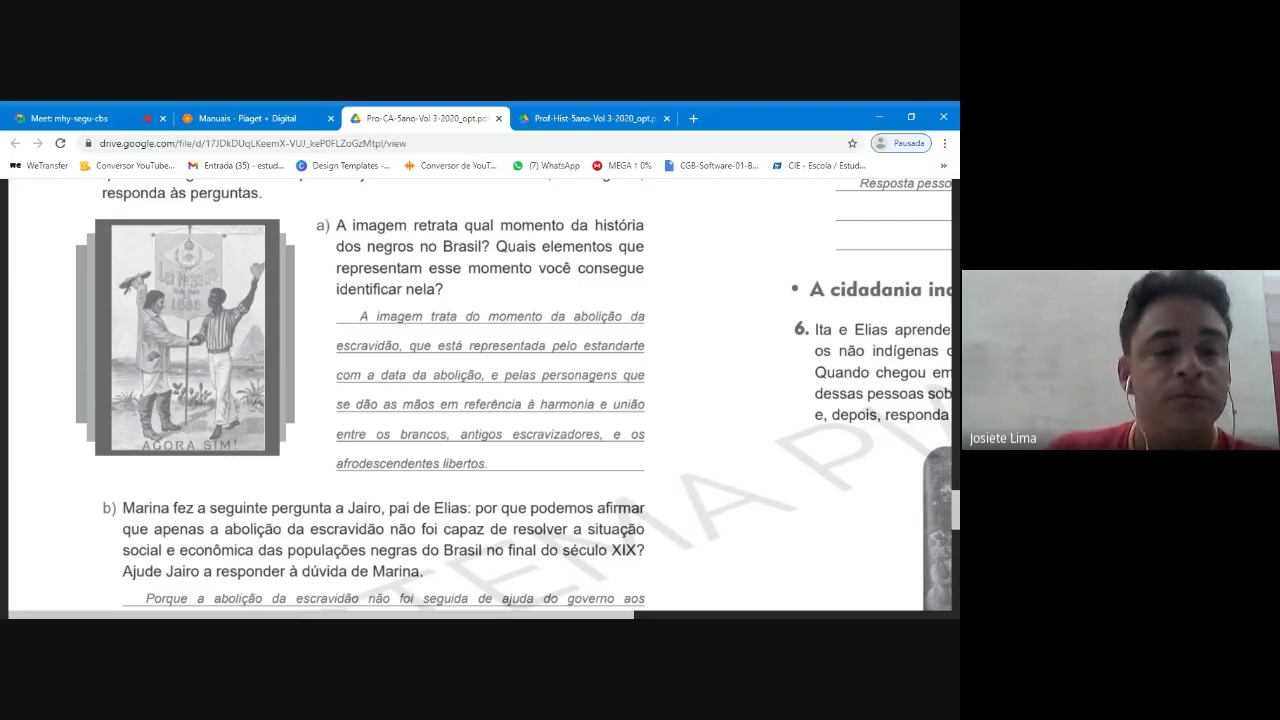 Meet: mhy-segu-cbs
Manuais - Piaget + Digital
Pro-CA-5ano-Vol 3-2020_opt.pdf
Prof-Hist-5ano-Vol 3-2020_opt.p
drive.google.com/file/d/17JDkDUqLKeemX-VUJ_keP0FLZoGzMtpI/view
Pausada
WeTransfer
Conversor YouTube...
Entrada (35) - estud...
Design Templates -...
Conversor de YouT...
(7) WhatsApp
MEGA ↑ 0%
CGB-Software-01-B...
CIE - Escola / Estud...
»
responda às perguntas.
a) A imagem retrata qual momento da história
dos negros no Brasil? Quais elementos que
representam esse momento você consegue
identificar nela?
A imagem trata do momento da abolição da
escravidão, que está representada pelo estandarte
com a data da abolição, e pelas personagens que
se dão as mãos em referência à harmonia e união
entre os brancos, antigos escravizadores, e os
afrodescendentes libertos.
1888
AGORA SIM!
b) Marina fez a seguinte pergunta a Jairo, pai de Elias: por que podemos afirmar
que apenas a abolição da escravidão não foi capaz de resolver a situação
social e econômica das populações negras do Brasil no final do século XIX?
Ajude Jairo a responder à dúvida de Marina.
Porque a abolição da escravidão não foi seguida de ajuda do governo aos
Resposta pesso
• A cidadania ind
6. Ita e Elias aprende
os não indígenas
Quando chegou em
dessas pessoas sob
e, depois, responda
Josiete Lima